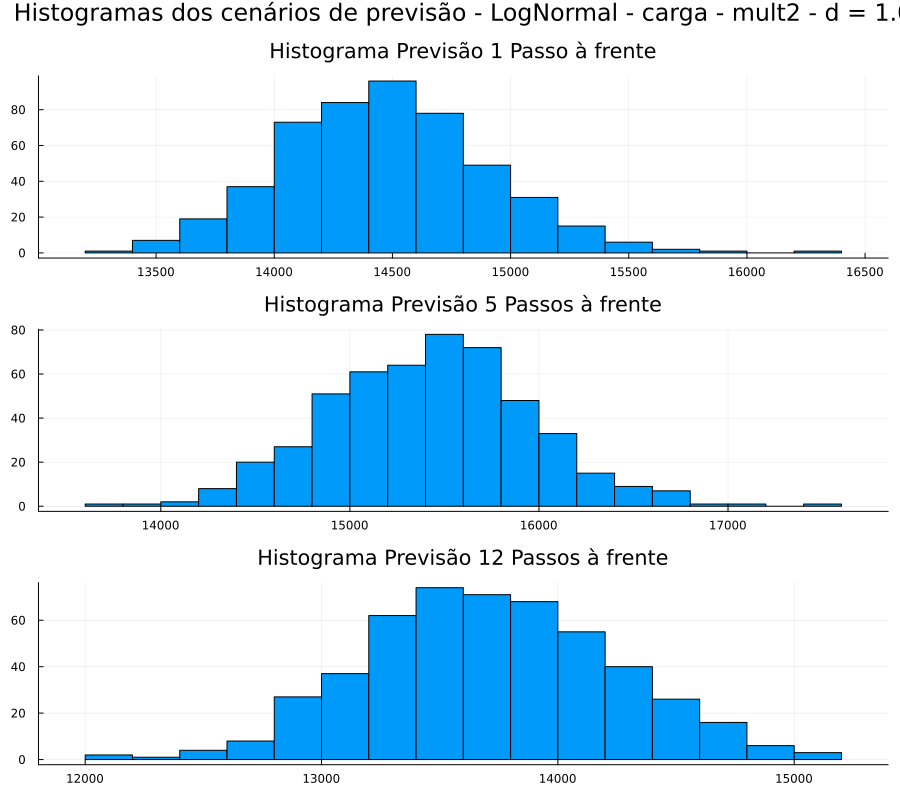 Histogramas dos cenários de previsão - LogNormal - carga - mult2 - d = 1.
Histograma Previsão 1 Passo à frente
80
60
40
20
0
13500 14000 14500 15000 15500 16000 16500
Histograma Previsão 5 Passos à frente
80
60
40
20
0
14000 15000 16000 17000
Histograma Previsão 12 Passos à frente
60
40
20
0
12000 13000 14000 15000